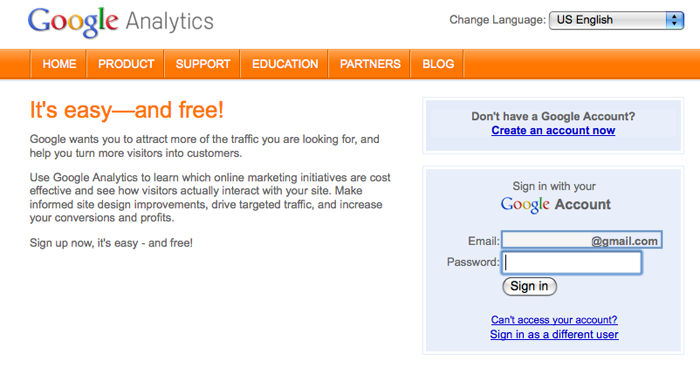 Google Analytics
Change Language: US English
HOME PRODUCT SUPPORT EDUCATION PARTNERS BLOG
It's easy—and free!
Google wants you to attract more of the traffic you are looking for, and
help you turn more visitors into customers.
Use Google Analytics to learn which online marketing initiatives are cost
effective and see how visitors actually interact with your site. Make
informed site design improvements, drive targeted traffic, and increase
your conversions and profits.
Sign up now, it's easy - and free!
Don't have a Google Account?
Create an account now
Sign in with your
Google Account
Email: @gmail.com
Password:
Sign in
Can't access your account?
Sign in as a different user